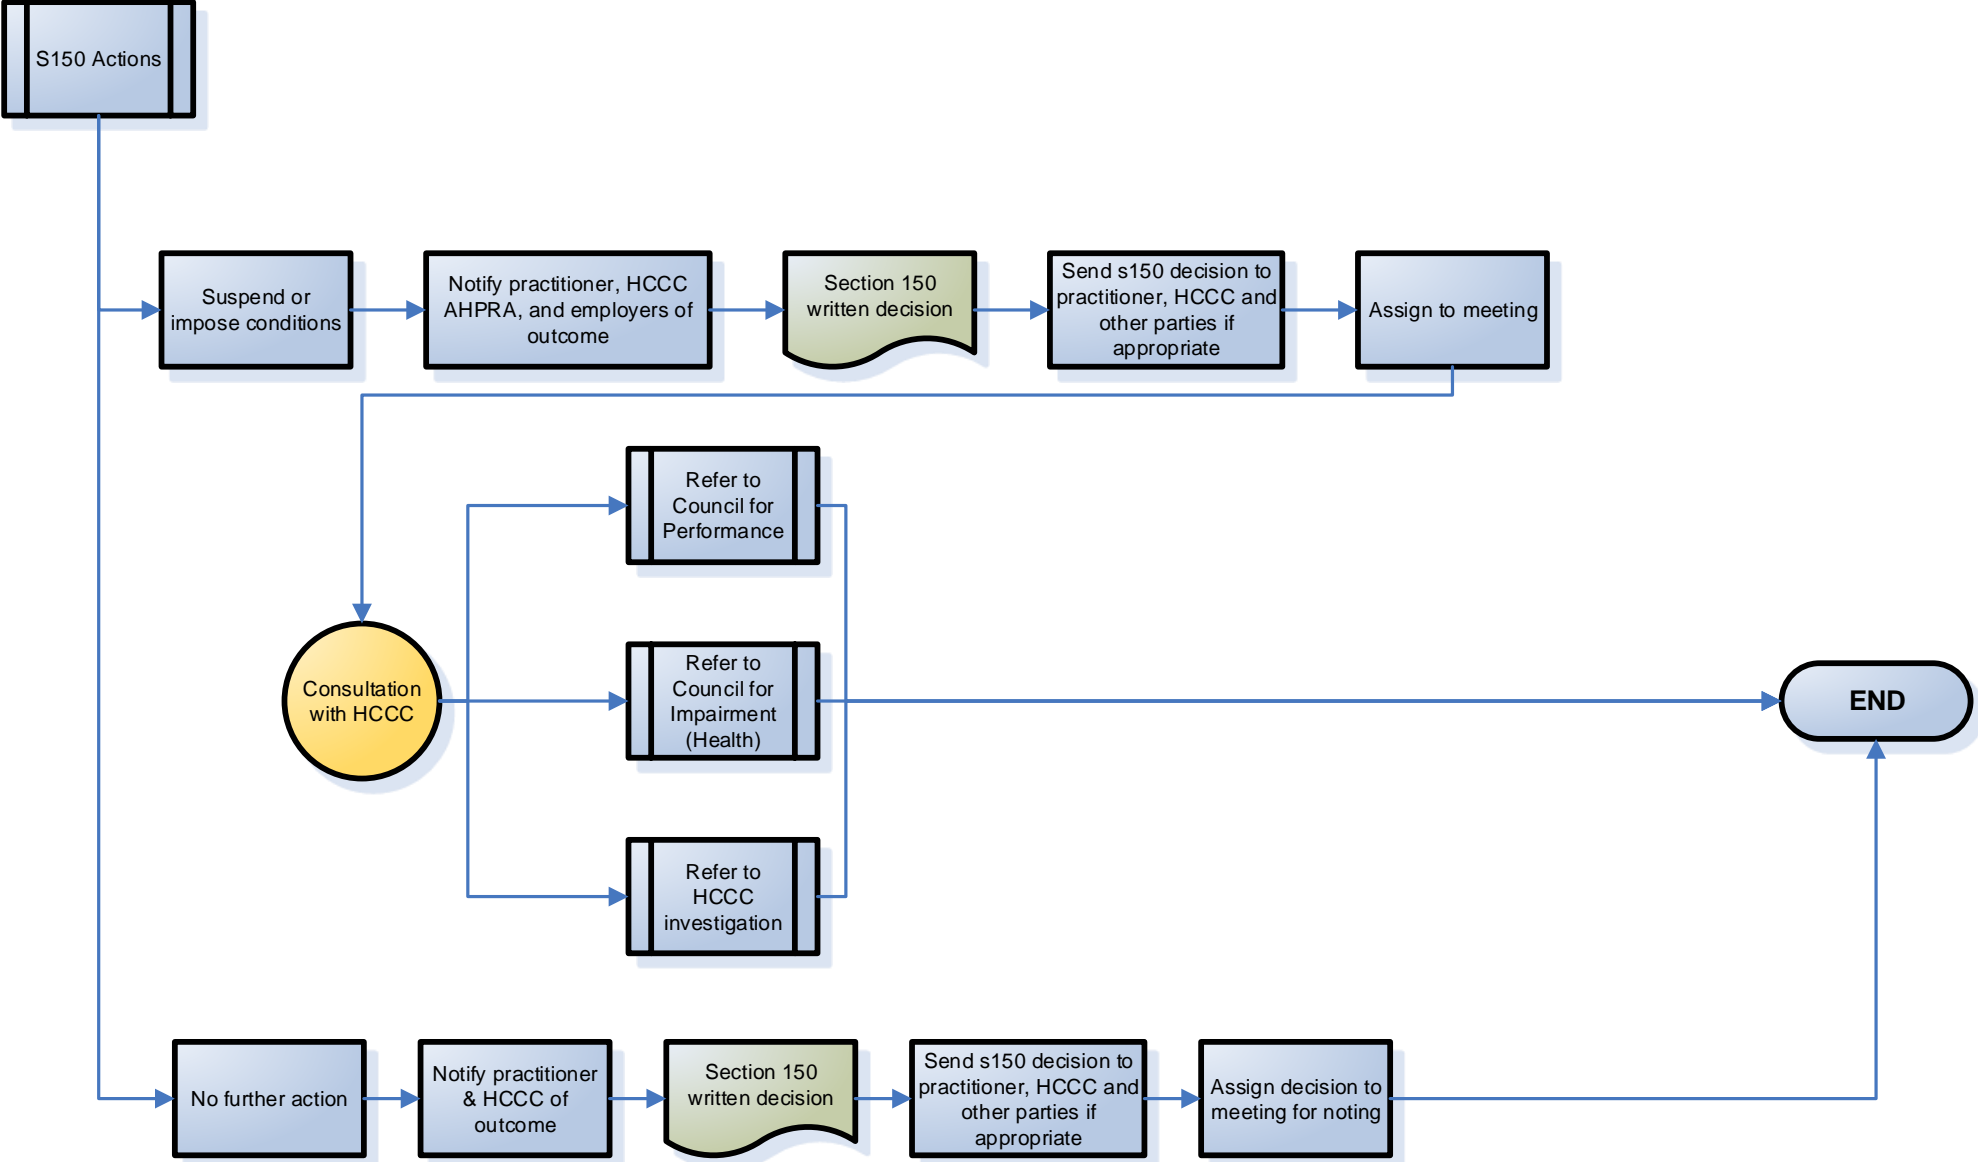 S150 Actions
Suspend or
impose conditions
Notify practitioner, HCCC
AHPRA, and employers of
outcome
Section 150
written decision
Send s150 decision to
practitioner, HCCC and
other parties if
appropriate
Assign to meeting
Refer to
Council for
Performance
Consultation
with HCCC
Refer to
Council for
Impairment
(Health)
END
Refer to
HCCC
investigation
No further action
Notify practitioner
& HCCC of
outcome
Section 150
written decision
Send s150 decision to
practitioner, HCCC and
other parties if
appropriate
Assign decision to
meeting for noting